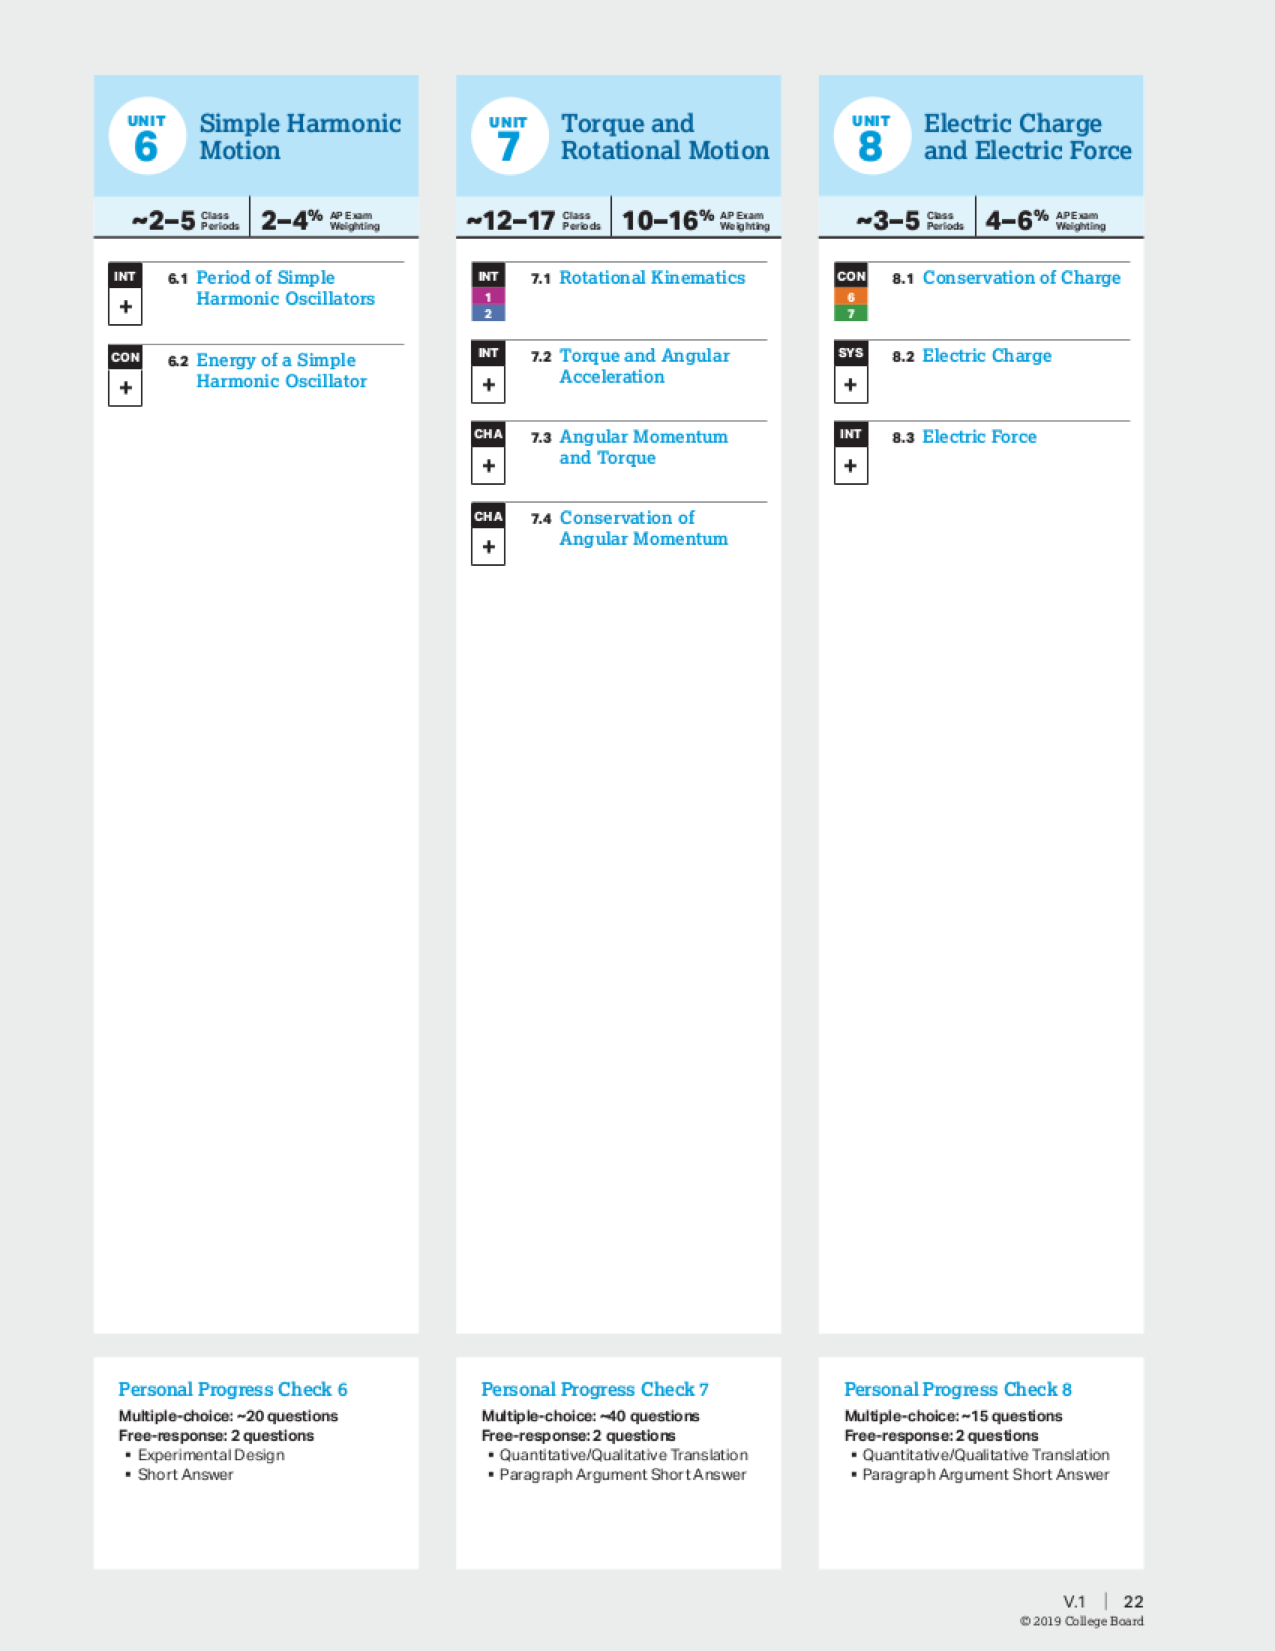 UNIT
6
Simple Harmonic
Motion
~2–5 Class Periods
2–4% AP Exam Weighting
INT
+
6.1 Period of Simple
Harmonic Oscillators
CON
+
6.2 Energy of a Simple
Harmonic Oscillator
Personal Progress Check 6
Multiple-choice: ~20 questions
Free-response: 2 questions
▪ Experimental Design
▪ Short Answer
UNIT
7
Torque and
Rotational Motion
~12–17 Class Periods
10–16% AP Exam Weighting
INT
1
2
7.1 Rotational Kinematics
INT
+
7.2 Torque and Angular
Acceleration
CHA
+
7.3 Angular Momentum
and Torque
CHA
+
7.4 Conservation of
Angular Momentum
Personal Progress Check 7
Multiple-choice: ~40 questions
Free-response: 2 questions
▪ Quantitative/Qualitative Translation
▪ Paragraph Argument Short Answer
UNIT
8
Electric Charge
and Electric Force
~3–5 Class Periods
4–6% AP Exam Weighting
CON
6
7
8.1 Conservation of Charge
SYS
+
8.2 Electric Charge
INT
+
8.3 Electric Force
Personal Progress Check 8
Multiple-choice: ~15 questions
Free-response: 2 questions
▪ Quantitative/Qualitative Translation
▪ Paragraph Argument Short Answer
V.1 | 22
© 2019 College Board